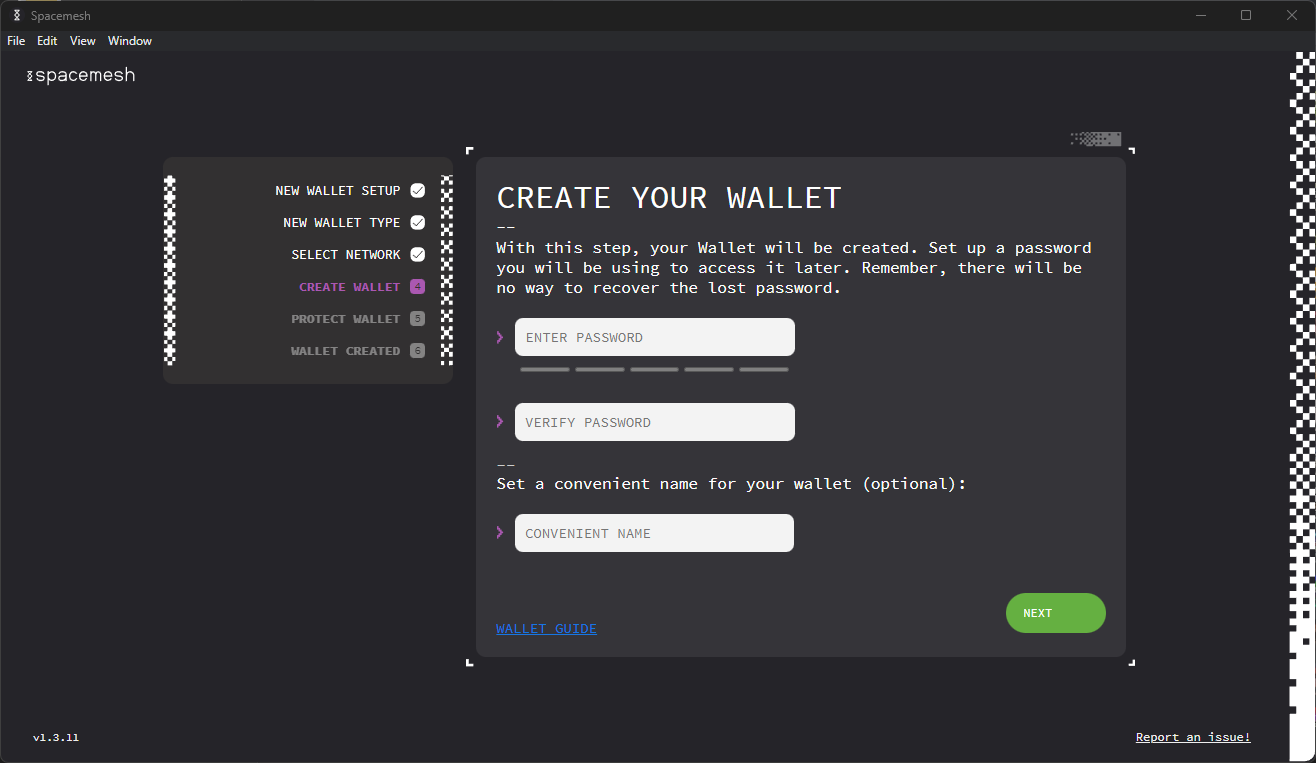 Spacemesh
File Edit View Window
spacemesh
NEW WALLET SETUP
NEW WALLET TYPE
SELECT NETWORK
CREATE WALLET 4
PROTECT WALLET 5
WALLET CREATED 6
CREATE YOUR WALLET
--
With this step, your Wallet will be created. Set up a password
you will be using to access it later. Remember, there will be
no way to recover the lost password.
ENTER PASSWORD
VERIFY PASSWORD
--
Set a convenient name for your wallet (optional):
CONVENIENT NAME
NEXT
WALLET GUIDE
v1.3.11
Report an issue!